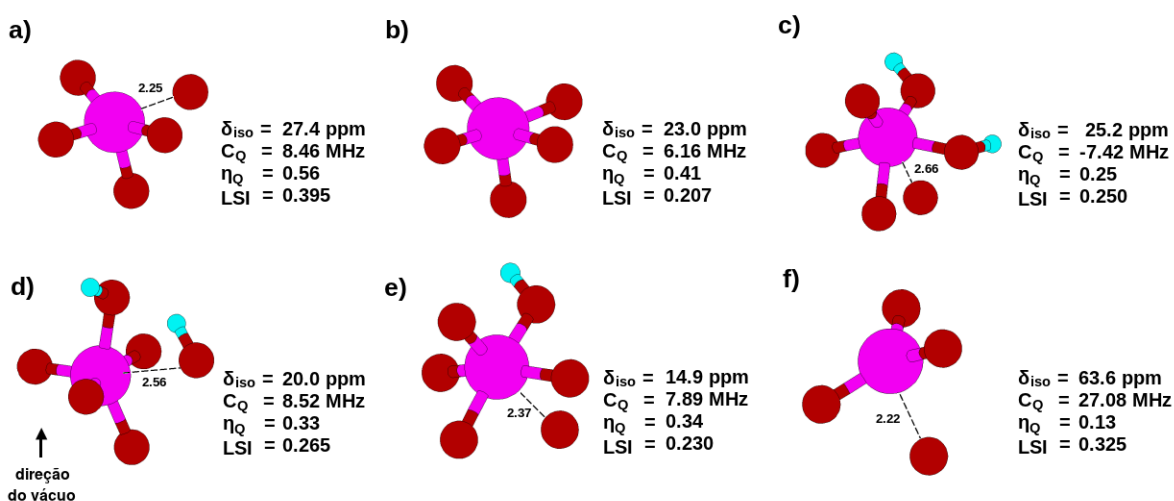 a)
2.25
δiso = 27.4 ppm
CQ = 8.46 MHz
ηQ = 0.56
LSI = 0.395
b)
δiso = 23.0 ppm
CQ = 6.16 MHz
ηQ = 0.41
LSI = 0.207
c)
2.66
δiso = 25.2 ppm
CQ = -7.42 MHz
ηQ = 0.25
LSI = 0.250
d)
2.56
δiso = 20.0 ppm
CQ = 8.52 MHz
ηQ = 0.33
LSI = 0.265
direção
do vácuo
e)
2.37
δiso = 14.9 ppm
CQ = 7.89 MHz
ηQ = 0.34
LSI = 0.230
f)
2.22
δiso = 63.6 ppm
CQ = 27.08 MHz
ηQ = 0.13
LSI = 0.325